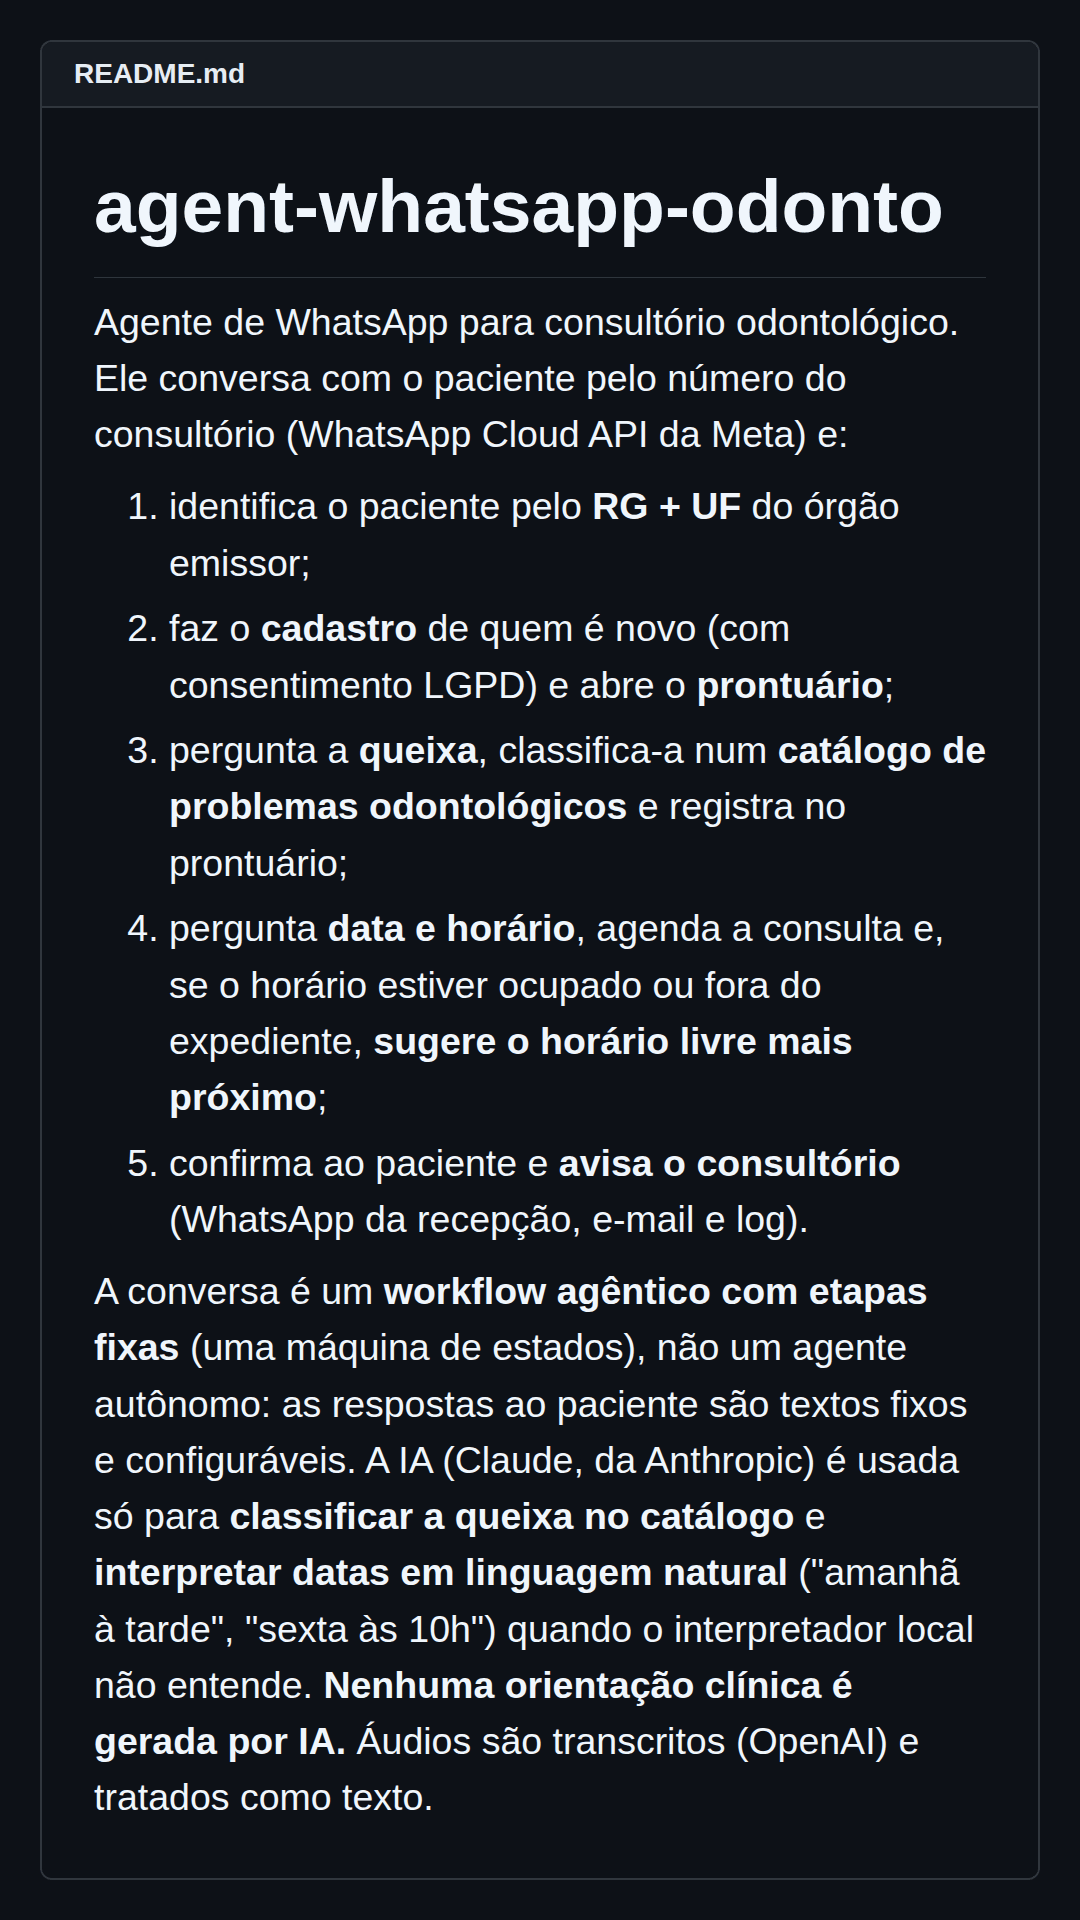 README.md
agent-whatsapp-odonto
Agente de WhatsApp para consultório odontológico.
Ele conversa com o paciente pelo número do
consultório (WhatsApp Cloud API da Meta) e:
1. identifica o paciente pelo RG + UF do órgão
emissor;
2. faz o cadastro de quem é novo (com
consentimento LGPD) e abre o prontuário;
3. pergunta a queixa, classifica-a num catálogo de
problemas odontológicos e registra no
prontuário;
4. pergunta data e horário, agenda a consulta e,
se o horário estiver ocupado ou fora do
expediente, sugere o horário livre mais
próximo;
5. confirma ao paciente e avisa o consultório
(WhatsApp da recepção, e-mail e log).
A conversa é um workflow agêntico com etapas
fixas (uma máquina de estados), não um agente
autônomo: as respostas ao paciente são textos fixos
e configuráveis. A IA (Claude, da Anthropic) é usada
só para classificar a queixa no catálogo e
interpretar datas em linguagem natural ("amanhã
à tarde", "sexta às 10h") quando o interpretador local
não entende. Nenhuma orientação clínica é
gerada por IA. Áudios são transcritos (OpenAI) e
tratados como texto.